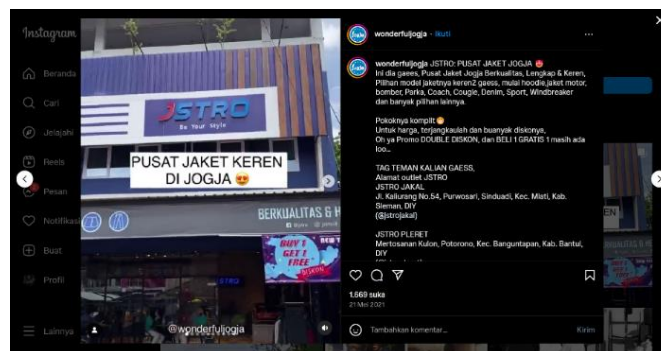 Instagram
Beranda
Cari
Jelajahi
Reels
Pesan
Notifikasi
Buat
Profil
Lainnya
JSTRO
Be Your Style
PUSAT JAKET KEREN
DI JOGJA 😍
BERKUALITAS &
BUY 1
GET 1
FREE
DISKON
JSTRO
@wonderfuljogja
wonderfuljogja · Ikuti
wonderfuljogja JSTRO: PUSAT JAKET JOGJA 😍
Ini dia gaees, Pusat Jaket Jogja Berkualitas, Lengkap & Keren,
Pilihan model jaketnya keren2 geess, mulai hoodie,jaket motor,
bomber, Parka, Coach, Cougle, Denim, Sport, Windbreaker
dan banyak pilihan lainnya.
Pokoknya komplit
Untuk harga, terjangkaulah dan buanyak diskonya,
Oh ya Promo DOUBLE DISKON, dan BELI 1 GRATIS 1 masih ada
loo...
TAG TEMAN KALIAN GAESS,
Alamat outlet JSTRO
JSTRO JAKAL
Jl. Kaliurang No.54, Purwosari, Sinduadi, Kec. Mlati, Kab.
Sleman, DIY
(@jstrojakal)
JSTRO PLERET
Mertosanan Kulon, Potorono, Kec. Banguntapan, Kab. Bantul,
DIY
1.669 suka
21 Mei 2021
Tambahkan komentar...
Kirim